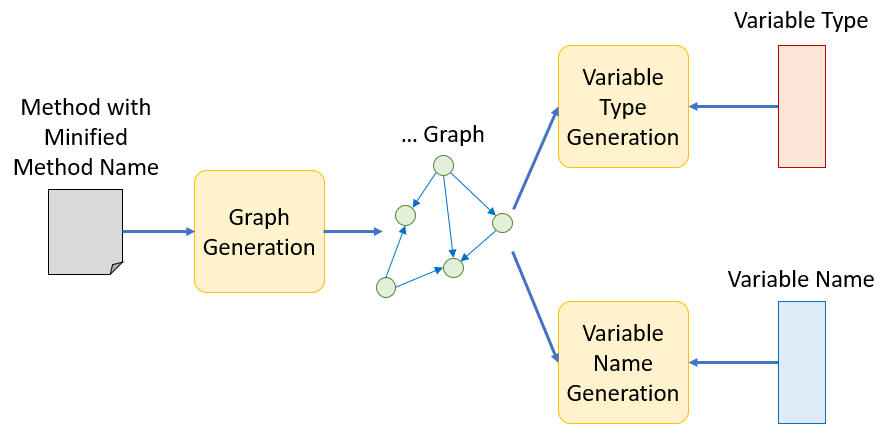 Method with
Minified
Method Name
Graph
Generation
... Graph
Variable
Type
Generation
Variable Type
Variable
Name
Generation
Variable Name